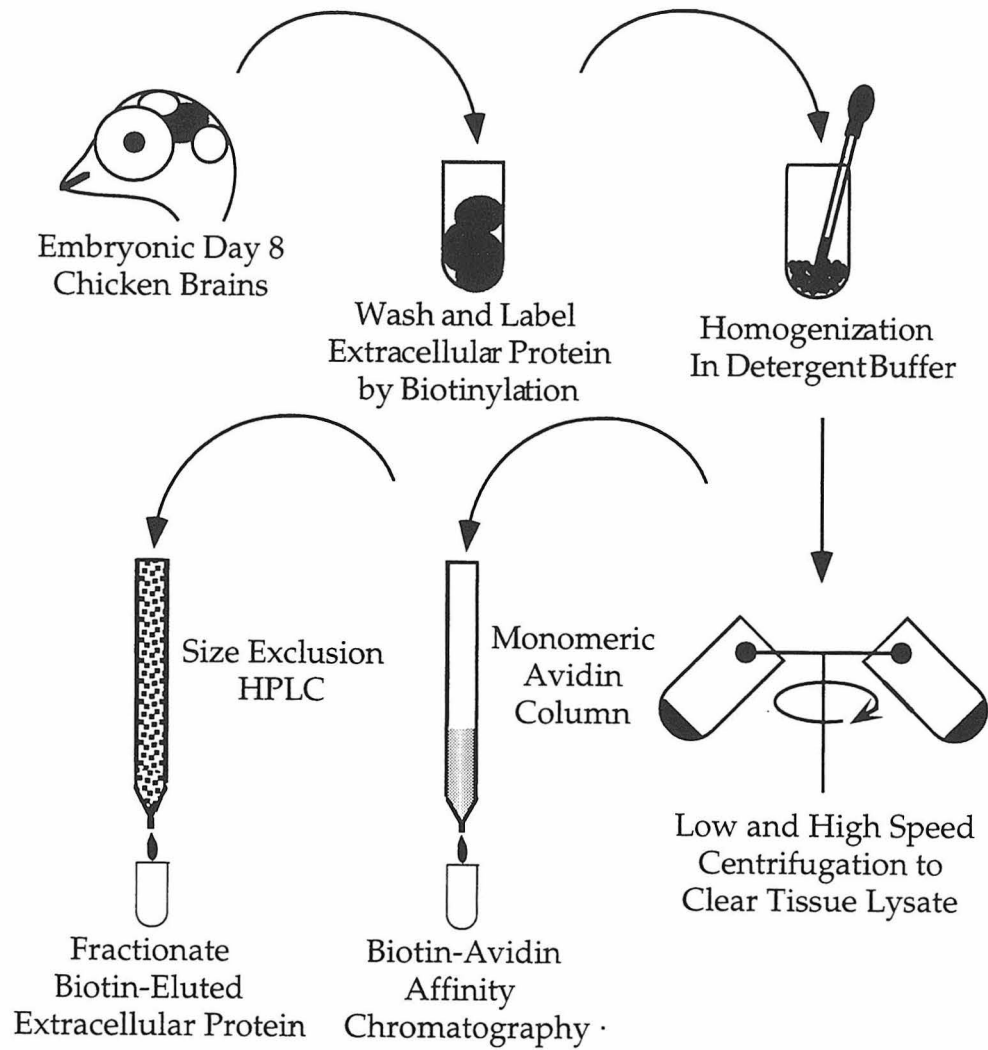 Embryonic Day 8
Chicken Brains
Wash and Label
Extracellular Protein
by Biotinylation
Homogenization
In Detergent Buffer
Low and High Speed
Centrifugation to
Clear Tissue Lysate
Monomeric
Avidin
Column
Biotin-Avidin
Affinity
Chromatography
Size Exclusion
HPLC
Fractionate
Biotin-Eluted
Extracellular Protein